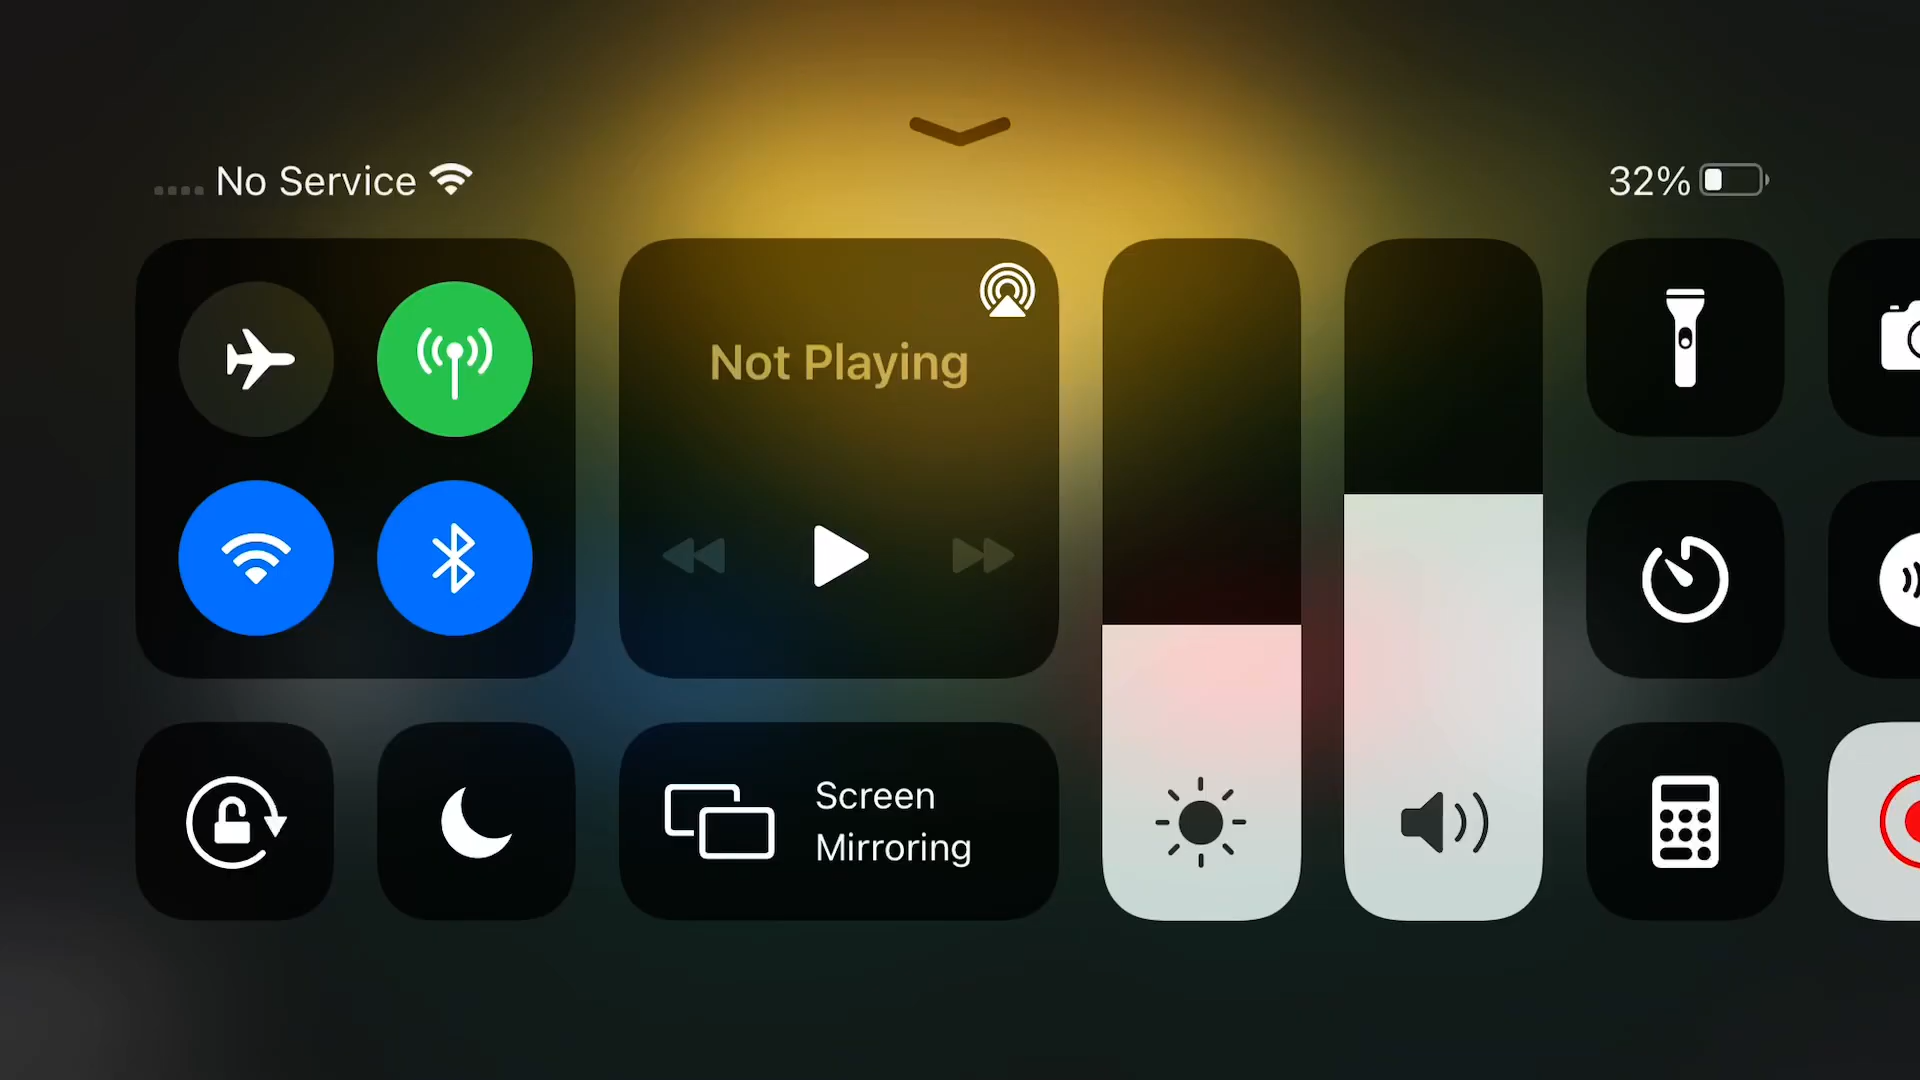 No Service
32%
Not Playing
Screen
Mirroring